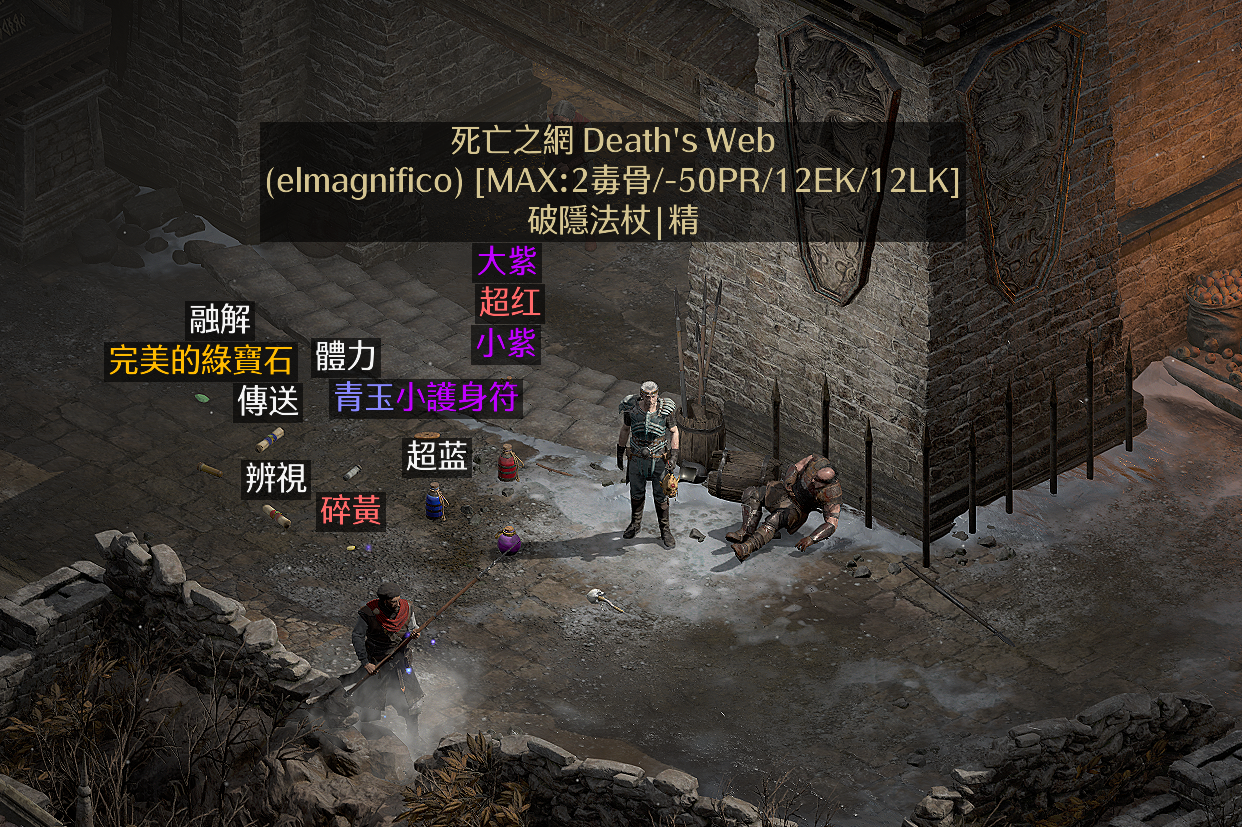 死亡之網 Death's Web
(elmagnifico) [MAX:2毒骨/-50PR/12EK/12LK]
破隱法杖|精
大紫
超红
小紫
融解
完美的綠寶石
體力
傳送
青玉小護身符
超蓝
辨視
碎黃